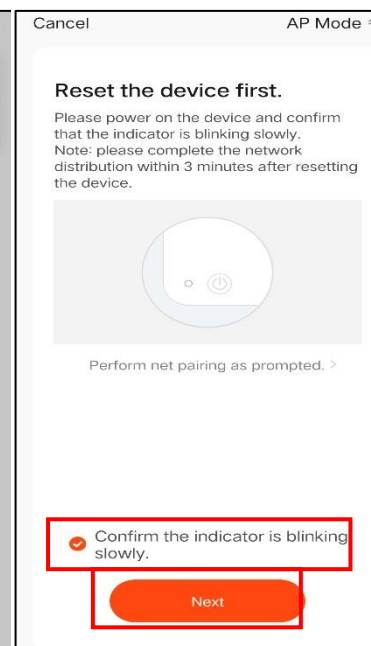 Cancel AP Mode
Reset the device first.
Please power on the device and confirm
that the indicator is blinking slowly.
Note: please complete the network
distribution within 3 minutes after resetting
the device.
Perform net pairing as prompted. >
Confirm the indicator is blinking
slowly.
Next